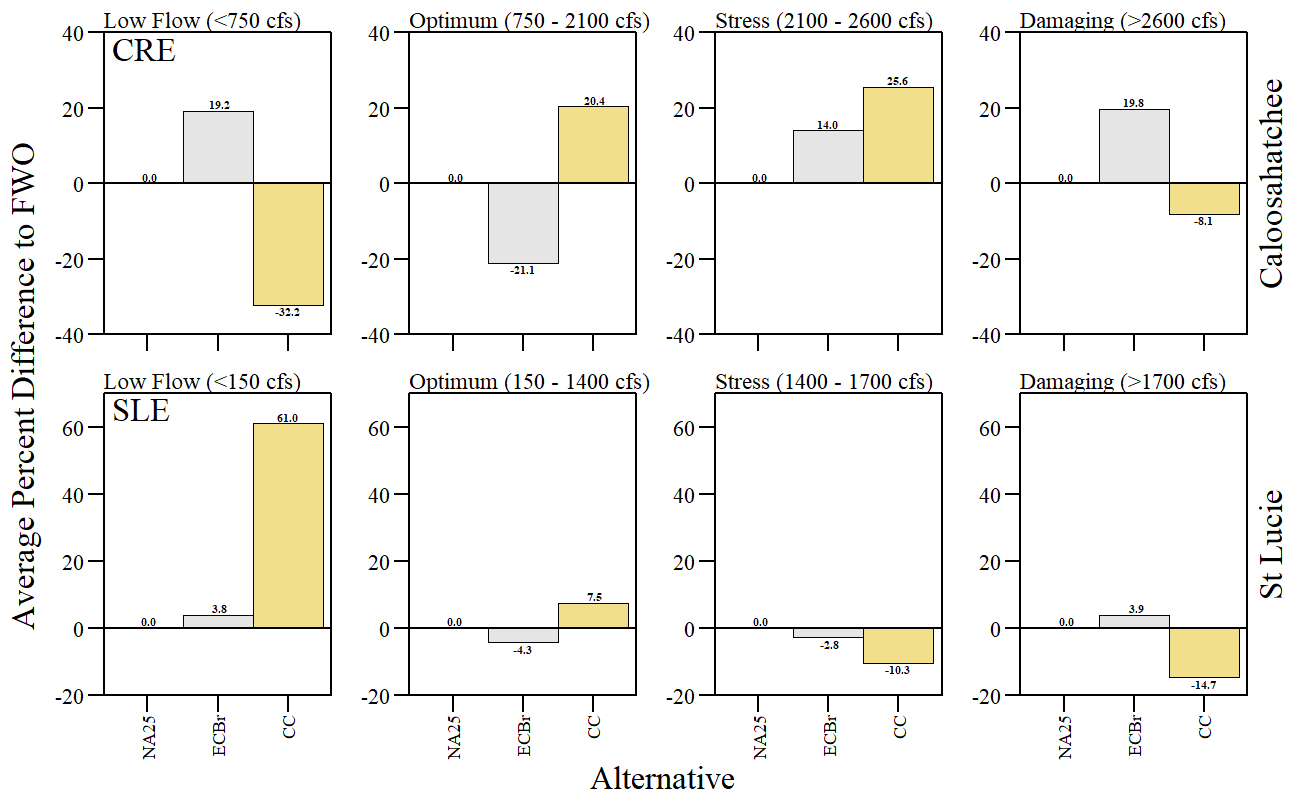 Average Percent Difference to FWO
Low Flow (<750 cfs)
CRE
40
20
0
-20
-40
0.0
19.2
-32.2
Optimum (750 - 2100 cfs)
40
20
0
-20
-40
0.0
-21.1
20.4
Stress (2100 - 2600 cfs)
40
20
0
-20
-40
0.0
14.0
25.6
Damaging (>2600 cfs)
40
20
0
-20
-40
0.0
19.8
-8.1
Caloosahatchee
Low Flow (<150 cfs)
SLE
60
40
20
0
-20
0.0
3.8
61.0
NA25
ECBr
CC
Optimum (150 - 1400 cfs)
60
40
20
0
-20
0.0
-4.3
7.5
NA25
ECBr
CC
Stress (1400 - 1700 cfs)
60
40
20
0
-20
0.0
-2.8
-10.3
NA25
ECBr
CC
Damaging (>1700 cfs)
60
40
20
0
-20
0.0
3.9
-14.7
NA25
ECBr
CC
St Lucie
Alternative